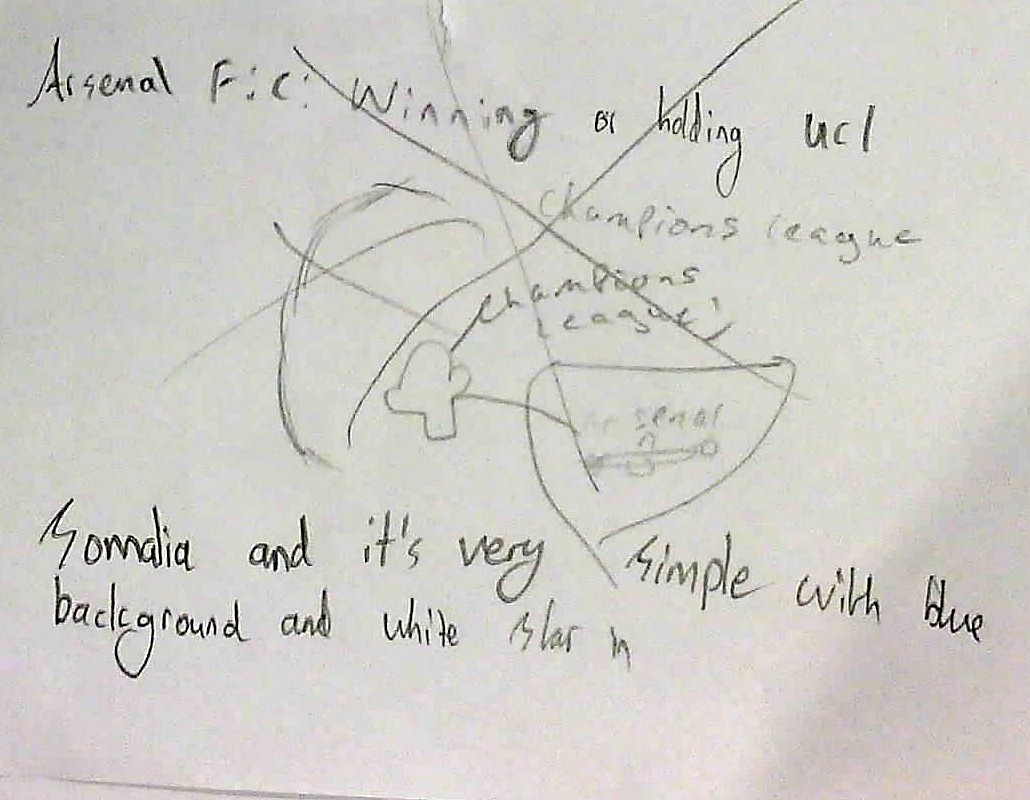 Arsenal F.C. Winning or holding ucl
Champions league
Champions
league
Arsenal
Somalia and it's very simple with blue
background and white star in